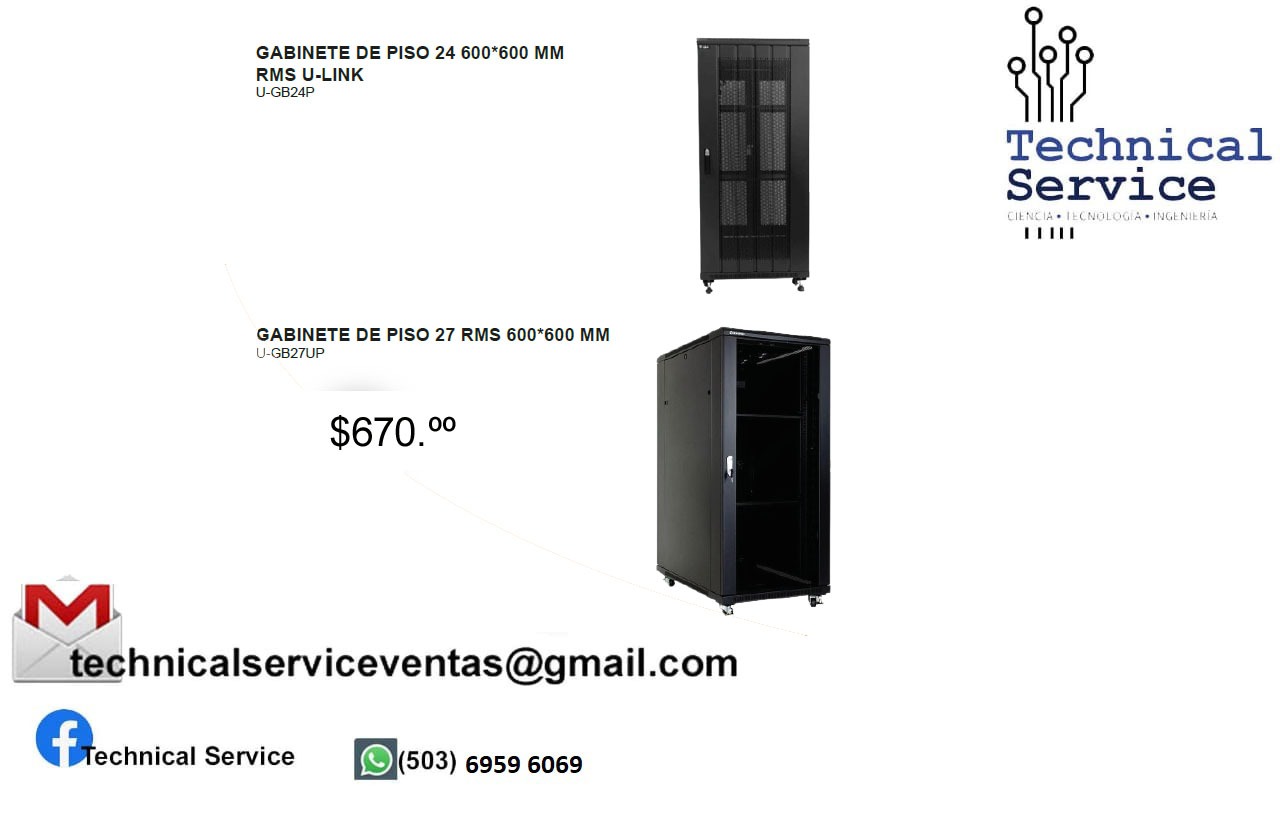 GABINETE DE PISO 24 600*600 MM
RMS U-LINK
U-GB24P
Technical
Service
CIENCIA • TECNOLOGÍA • INGENIERÍA
GABINETE DE PISO 27 RMS 600*600 MM
U-GB27UP
$670.ºº
technicalserviceventas@gmail.com
Technical Service
(503) 6959 6069